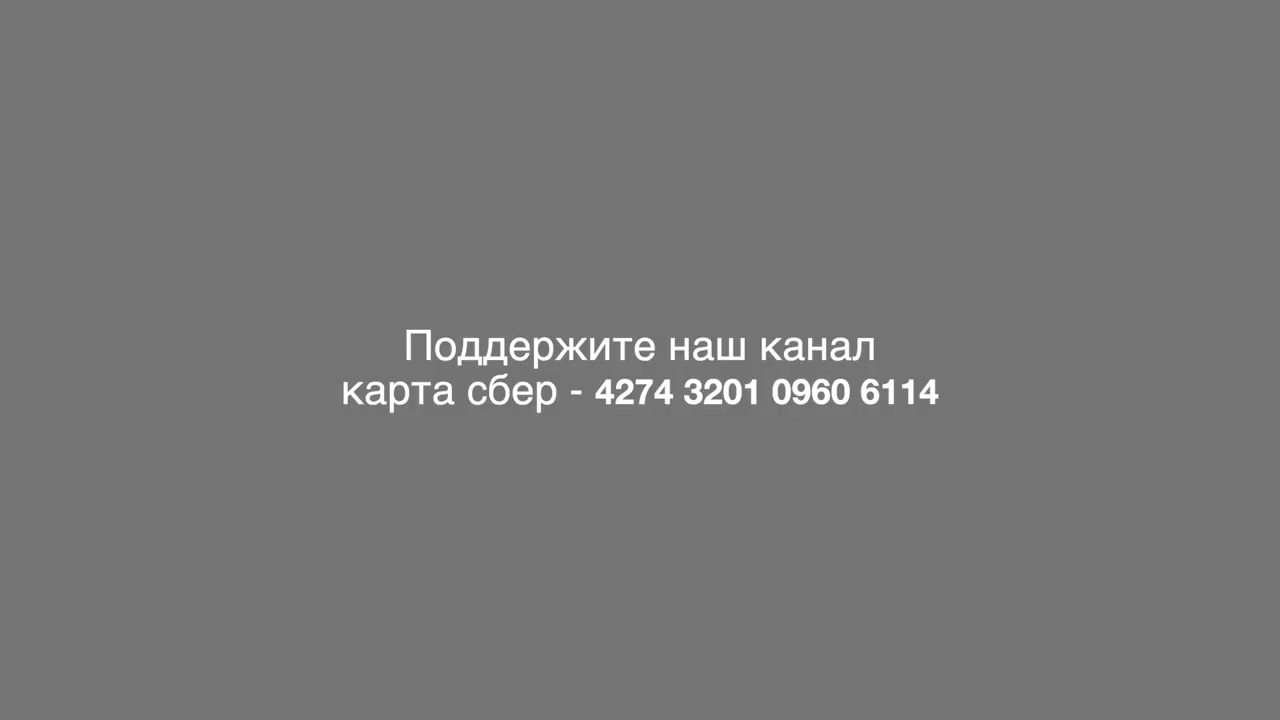 Поддержите наш канал
карта сбер - 4274 3201 0960 6114